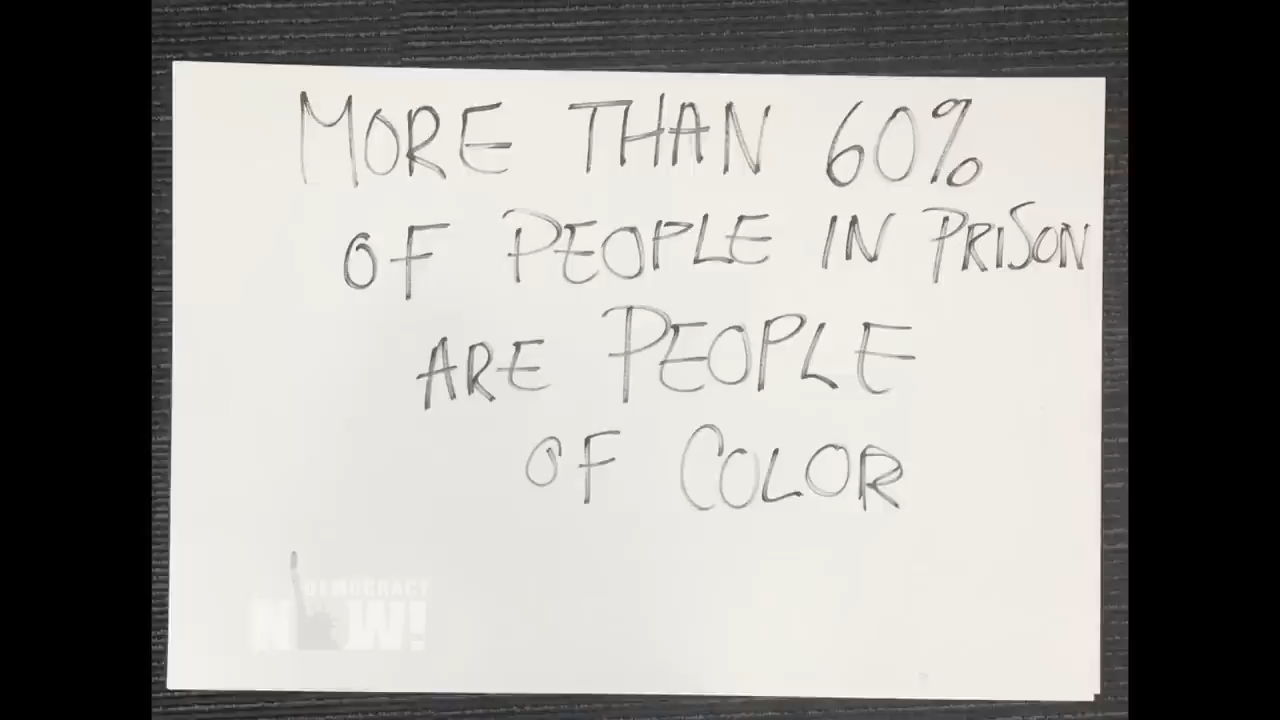 MORE THAN 60%
OF PEOPLE IN PRISON
ARE PEOPLE
OF COLOR
DEMOCRACY
NOW!